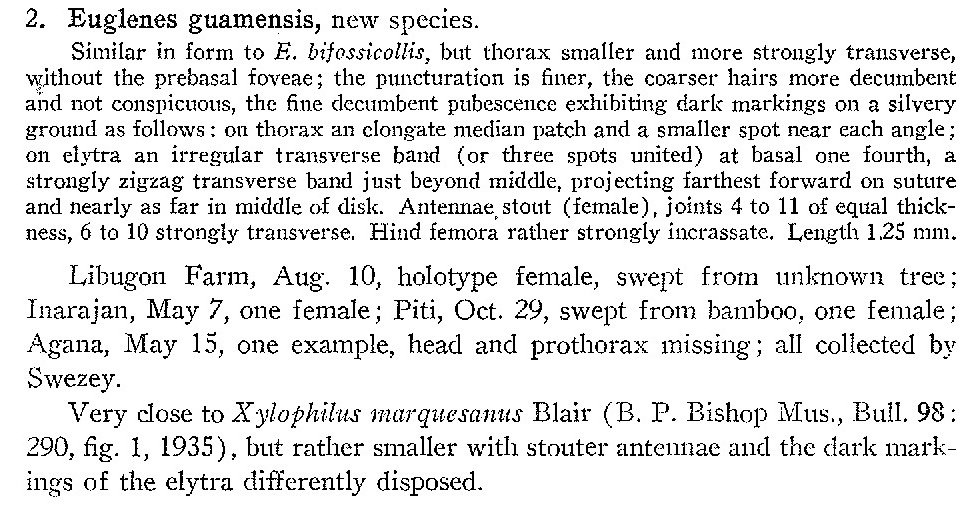 2. Euglenes guamensis, new species.
Similar in form to E. bifossicollis, but thorax smaller and more strongly transverse,
without the prebasal foveae; the puncturation is finer, the coarser hairs more decumbent
and not conspicuous, the fine decumbent pubescence exhibiting dark markings on a silvery
ground as follows: on thorax an elongate median patch and a smaller spot near each angle;
on elytra an irregular transverse band (or three spots united) at basal one fourth, a
strongly zigzag transverse band just beyond middle, projecting farthest forward on suture
and nearly as far in middle of disk. Antennae stout (female), joints 4 to 11 of equal thick-
ness, 6 to 10 strongly transverse. Hind femora rather strongly incrassate. Length 1.25 mm.
Libugon Farm, Aug. 10, holotype female, swept from unknown tree;
Inarajan, May 7, one female; Piti, Oct. 29, swept from bamboo, one female;
Agana, May 15, one example, head and prothorax missing; all collected by
Swezey.
Very close to Xylophilus marquesanus Blair (B. P. Bishop Mus., Bull. 98:
290, fig. 1, 1935), but rather smaller with stouter antennae and the dark mark-
ings of the elytra differently disposed.